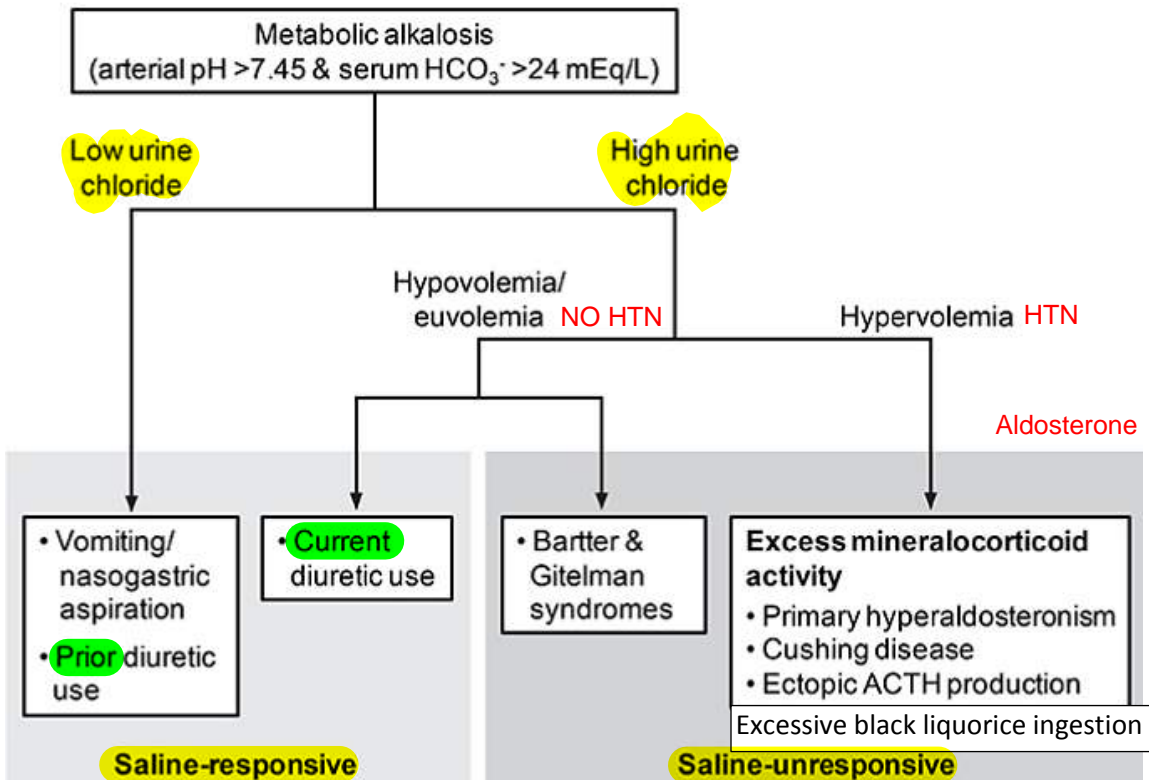 Metabolic alkalosis
(arterial pH >7.45 & serum HCO₃⁻ >24 mEq/L)
Low urine
chloride
High urine
chloride
Hypovolemia/
euvolemia NO HTN
Hypervolemia HTN
Aldosterone
• Vomiting/
nasogastric
aspiration
• Prior diuretic
use
• Current
diuretic use
• Bartter &
Gitelman
syndromes
Excess mineralocorticoid
activity
• Primary hyperaldosteronism
• Cushing disease
• Ectopic ACTH production
Excessive black liquorice ingestion
Saline-responsive
Saline-unresponsive